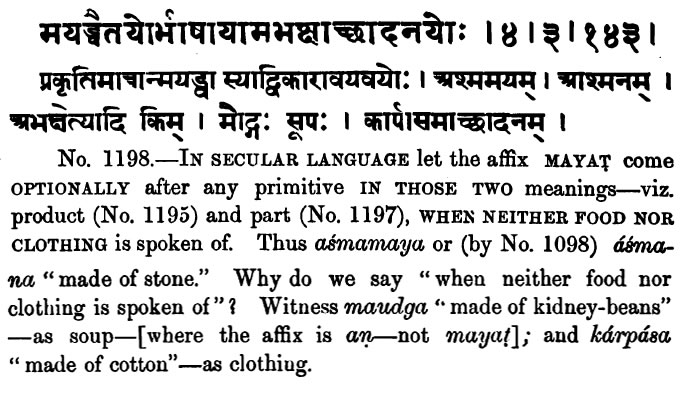 मयड्वैतयोर्भाषायामभक्ष्याच्छादनयोः । ४ । ३ । १४३ ।
प्रकृतिमात्रान्मयड्वा स्याद्विकारावयवयोः । अश्ममयम् । आश्मनम् ।
अभक्ष्येत्यादि किम् । मौद्गः सूपः । कार्पासमाच्छादनम् ।
No. 1198.—IN SECULAR LANGUAGE let the affix MAYAṬ come
OPTIONALLY after any primitive IN THOSE TWO meanings—viz.
product (No. 1195) and part (No. 1197), WHEN NEITHER FOOD NOR
CLOTHING is spoken of. Thus aśmamaya or (by No. 1098) áśma-
na “made of stone.” Why do we say “when neither food nor
clothing is spoken of”? Witness maudga “made of kidney-beans”
—as soup—[where the affix is aṇ—not mayaṭ]; and kárpása
“made of cotton”—as clothing.